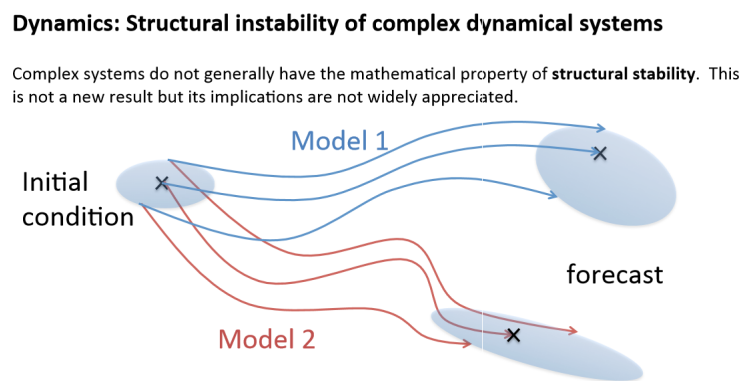 Dynamics: Structural instability of complex dynamical systems
Complex systems do not generally have the mathematical property of structural stability. This
is not a new result but its implications are not widely appreciated.
Model 1
Initial
condition
forecast
Model 2